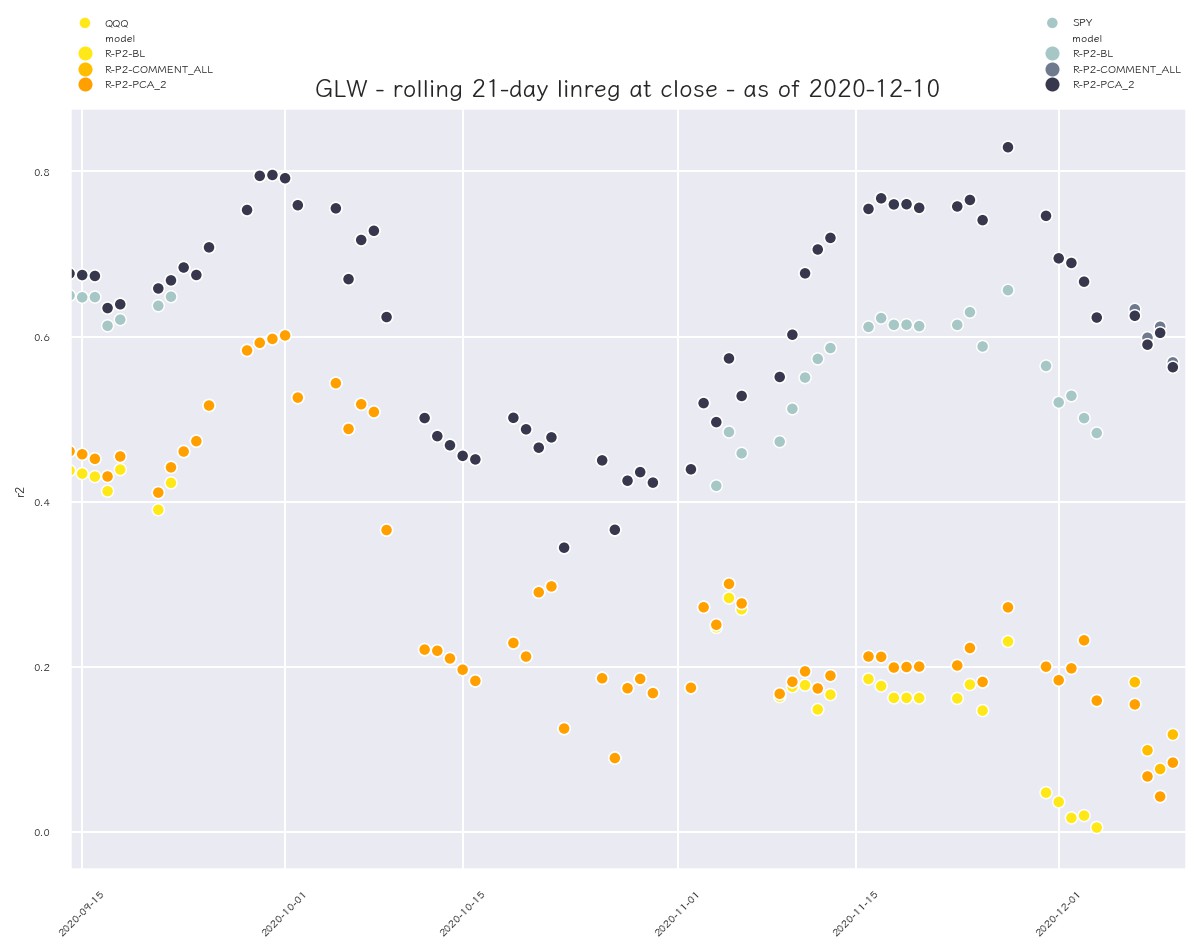 QQQ
model
R-P2-BL
R-P2-COMMENT_ALL
R-P2-PCA_2
SPY
model
R-P2-BL
R-P2-COMMENT_ALL
R-P2-PCA_2
GLW - rolling 21-day linreg at close - as of 2020-12-10
0.8
0.6
0.4
0.2
0.0
r2
2020-09-15
2020-10-01
2020-10-15
2020-11-01
2020-11-15
2020-12-01